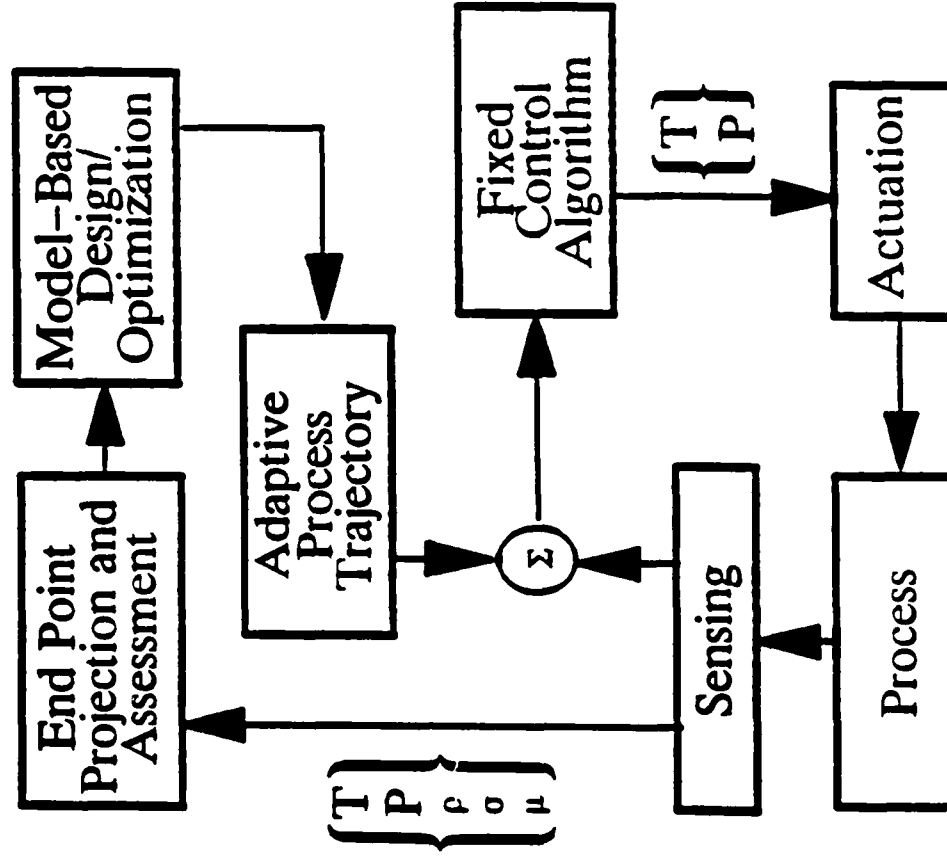 End Point
Projection and
Assessment
Model-Based
Design/
Optimization
Adaptive
Process
Trajectory
Σ
Fixed
Control
Algorithm
{T}
{P}
Actuation
Process
Sensing
T
P
ρ
σ
μ